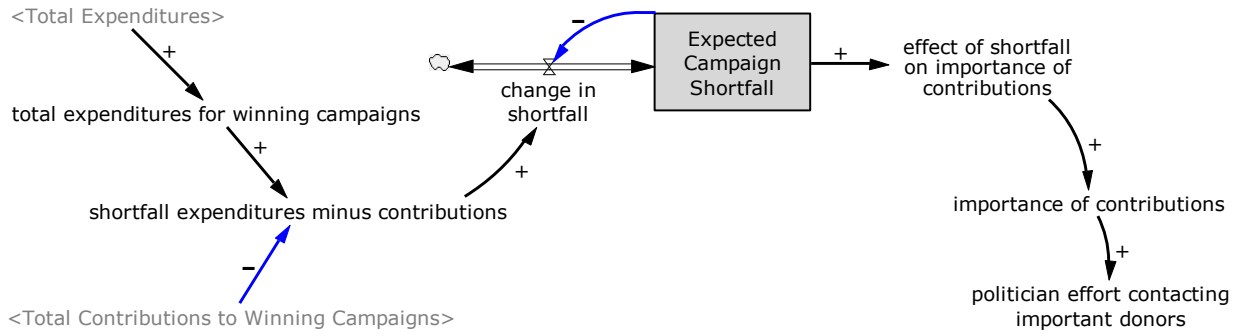 <Total Expenditures>
+
total expenditures for winning campaigns
+
shortfall expenditures minus contributions
–
<Total Contributions to Winning Campaigns>
+
–
change in
shortfall
Expected
Campaign
Shortfall
+
effect of shortfall
on importance of
contributions
+
importance of contributions
+
politician effort contacting
important donors